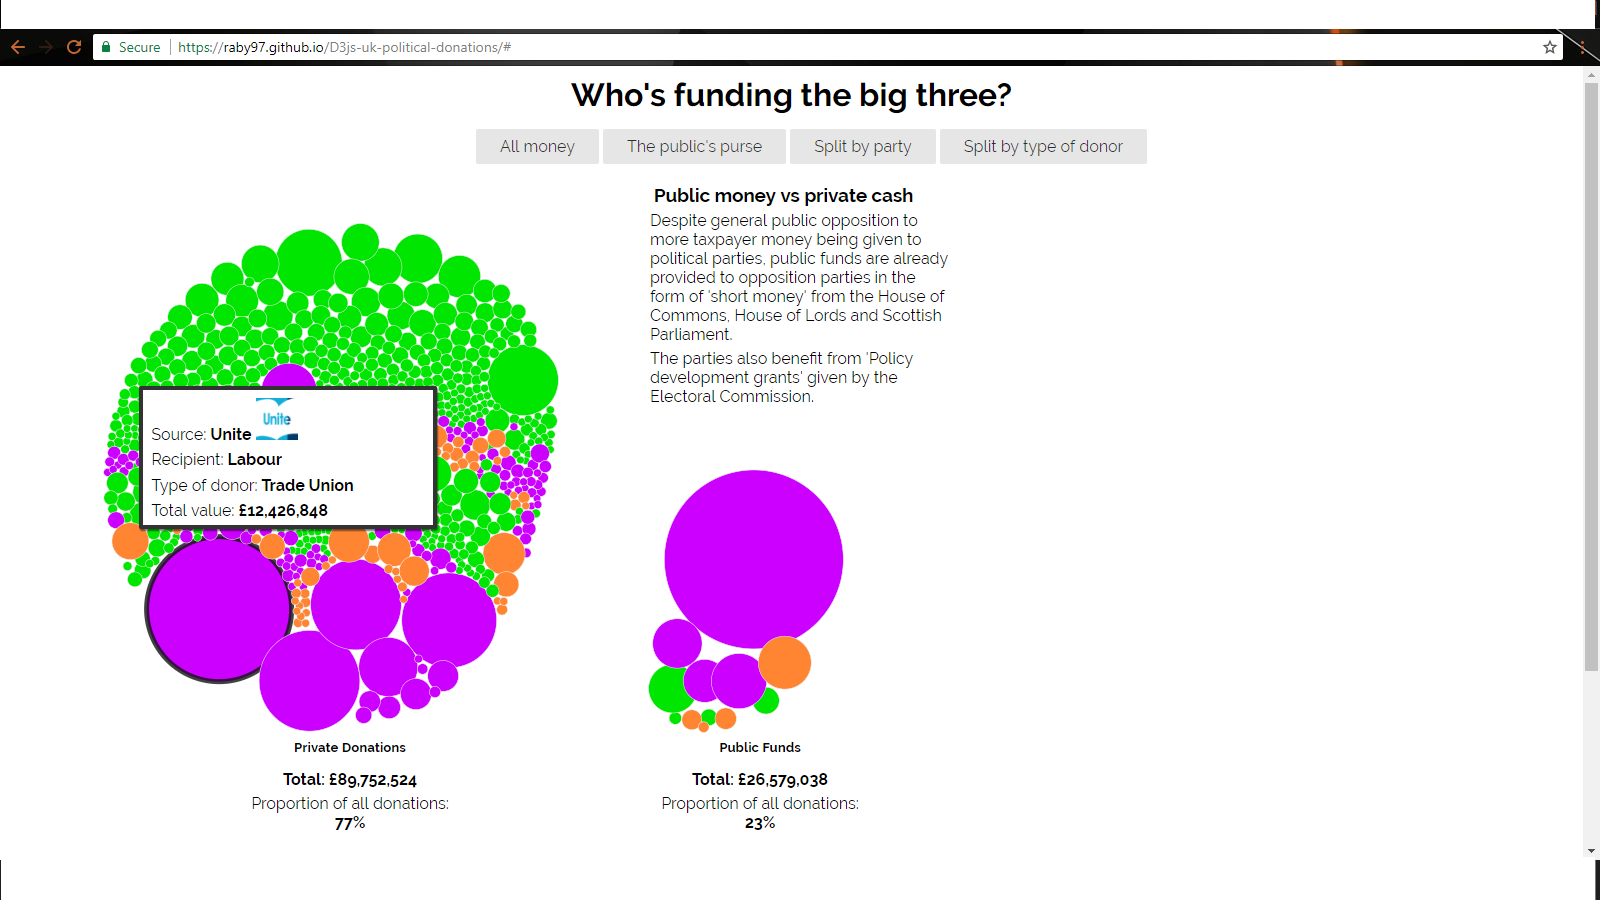 Secure https://raby97.github.io/D3js-uk-political-donations/#
Who's funding the big three?
All money
The public's purse
Split by party
Split by type of donor
Public money vs private cash
Despite general public opposition to
more taxpayer money being given to
political parties, public funds are already
provided to opposition parties in the
form of 'short money' from the House of
Commons, House of Lords and Scottish
Parliament.
The parties also benefit from 'Policy
development grants' given by the
Electoral Commission.
Unite
Source: Unite
Recipient: Labour
Type of donor: Trade Union
Total value: £12,426,848
Private Donations
Total: £89,752,524
Proportion of all donations:
77%
Public Funds
Total: £26,579,038
Proportion of all donations:
23%